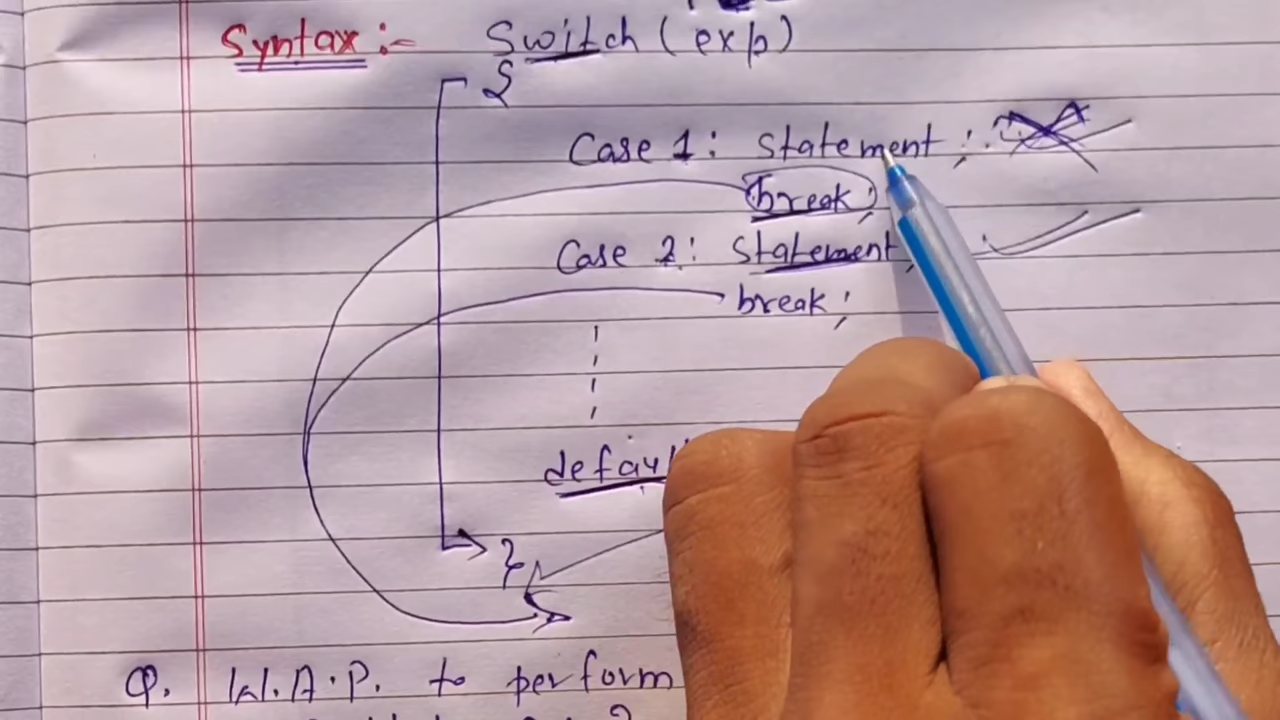 Syntax :- Switch (exp)
{
Case 1 : Statement ;
break ;
Case 2 : Statement ;
break ;
defaul
}
Q. W.A.P. to perform